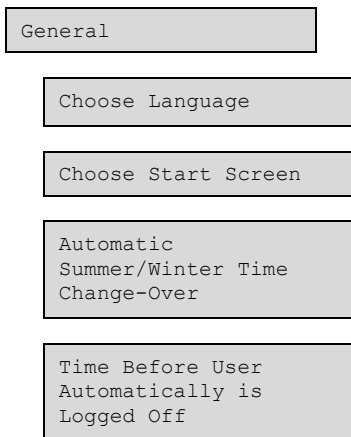 General
Choose Language
Choose Start Screen
Automatic
Summer/Winter Time
Change-Over
Time Before User
Automatically is
Logged Off